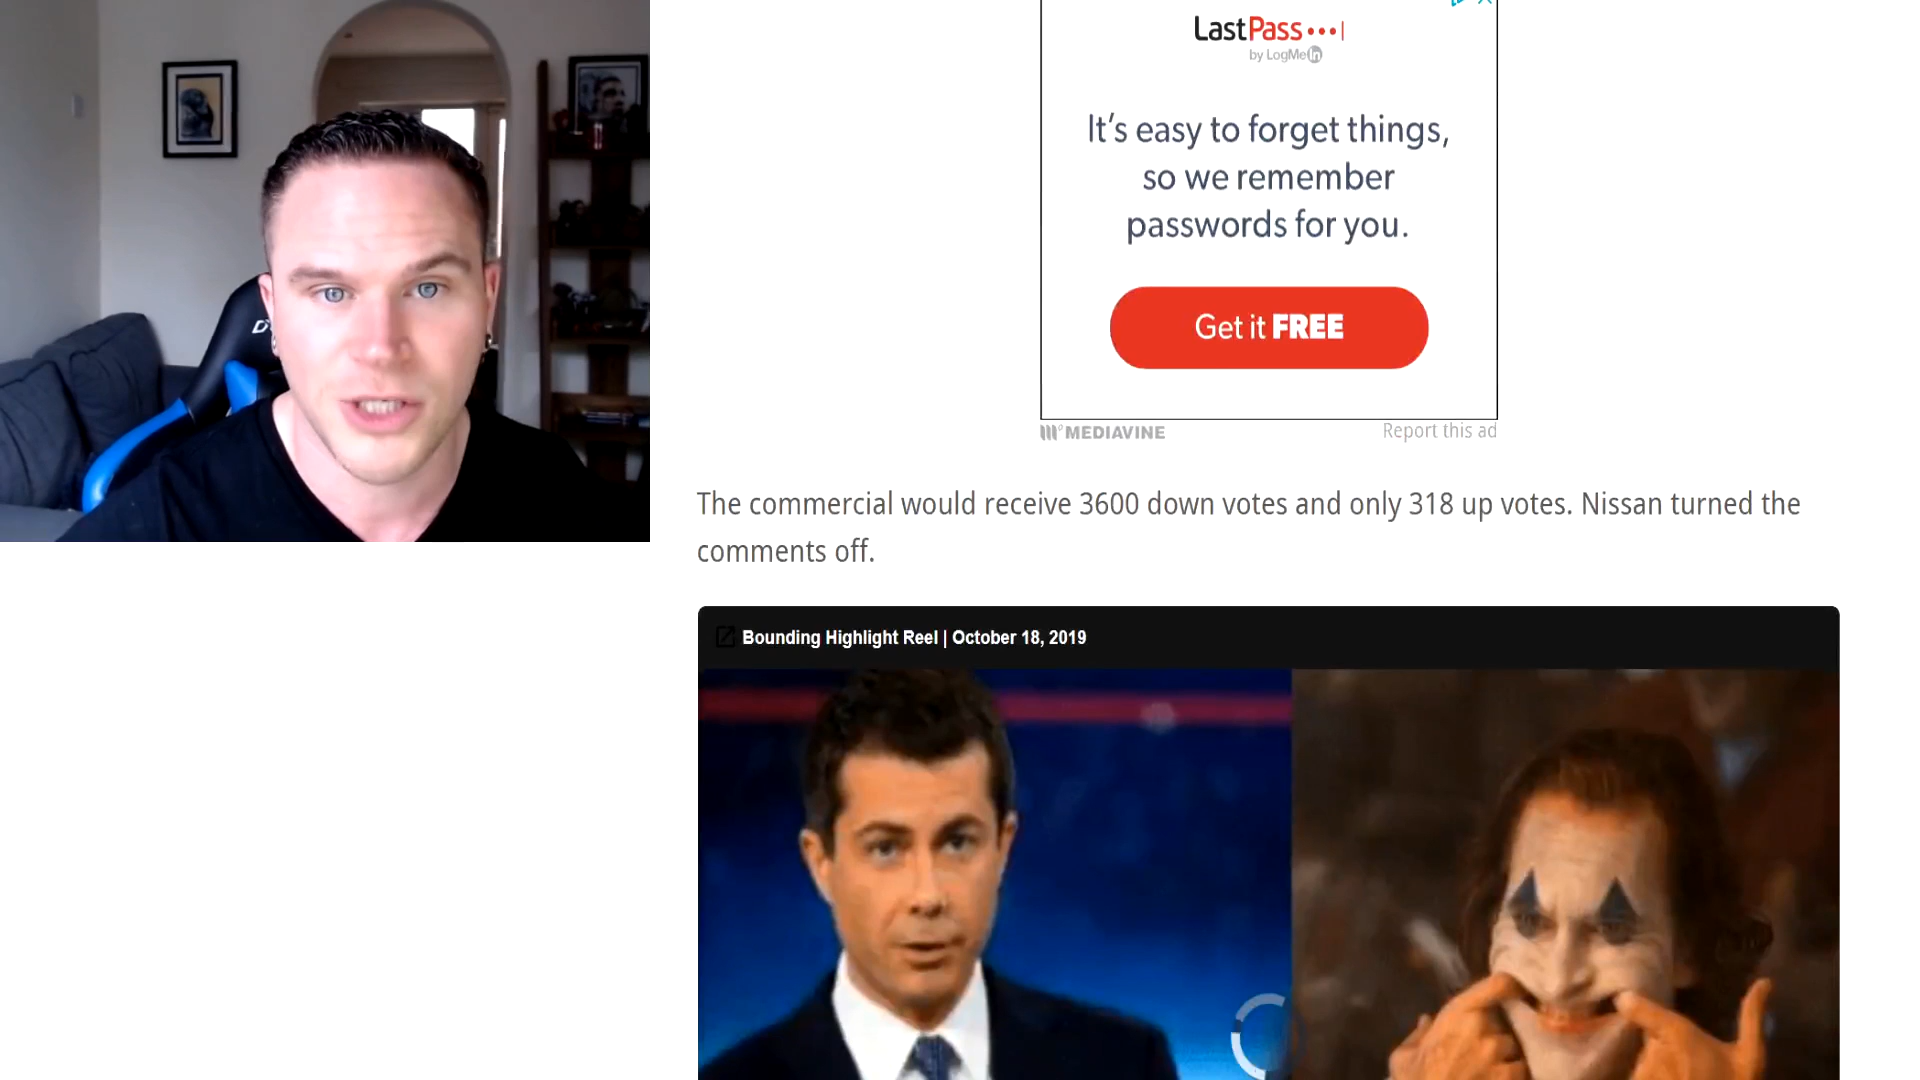 LastPass
by LogMeIn
It's easy to forget things,
so we remember
passwords for you.
Get it FREE
MEDIAVINE
Report this ad
The commercial would receive 3600 down votes and only 318 up votes. Nissan turned the
comments off.
Bounding Highlight Reel | October 18, 2019